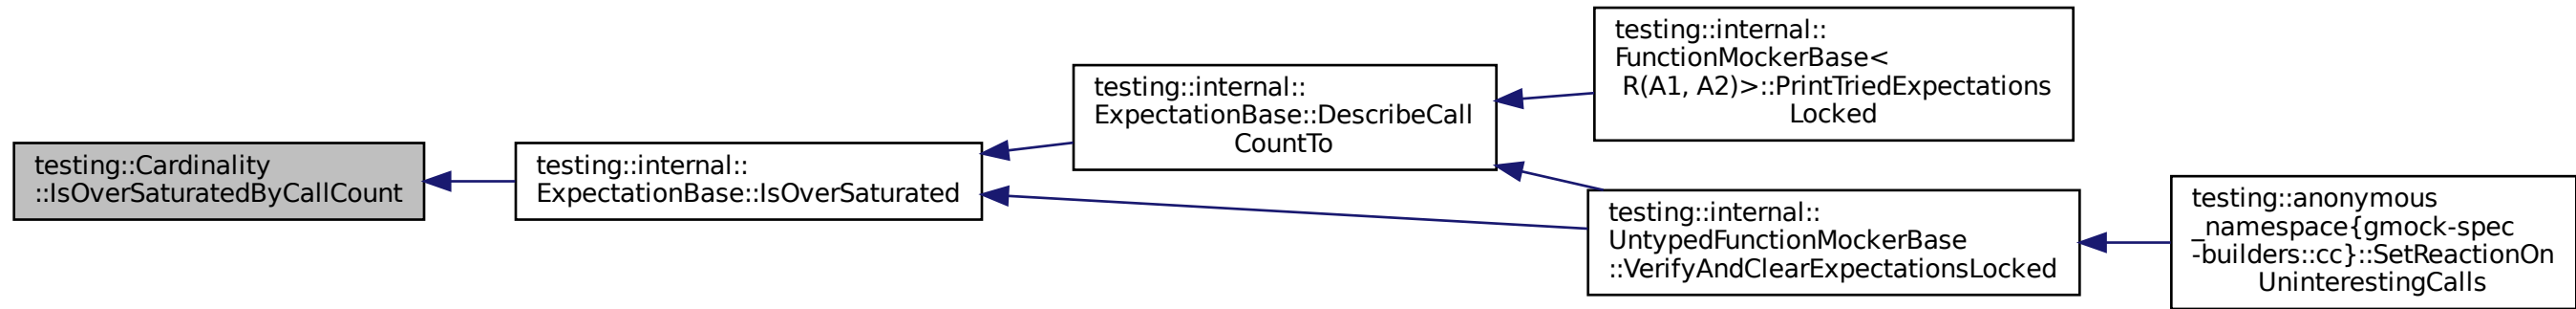 testing::Cardinality
::IsOverSaturatedByCallCount
testing::internal::
ExpectationBase::IsOverSaturated
testing::internal::
ExpectationBase::DescribeCall
CountTo
testing::internal::
FunctionMockerBase<
R(A1, A2)>::PrintTriedExpectations
Locked
testing::internal::
UntypedFunctionMockerBase
::VerifyAndClearExpectationsLocked
testing::anonymous
_namespace{gmock-spec
-builders::cc}::SetReactionOn
UninterestingCalls